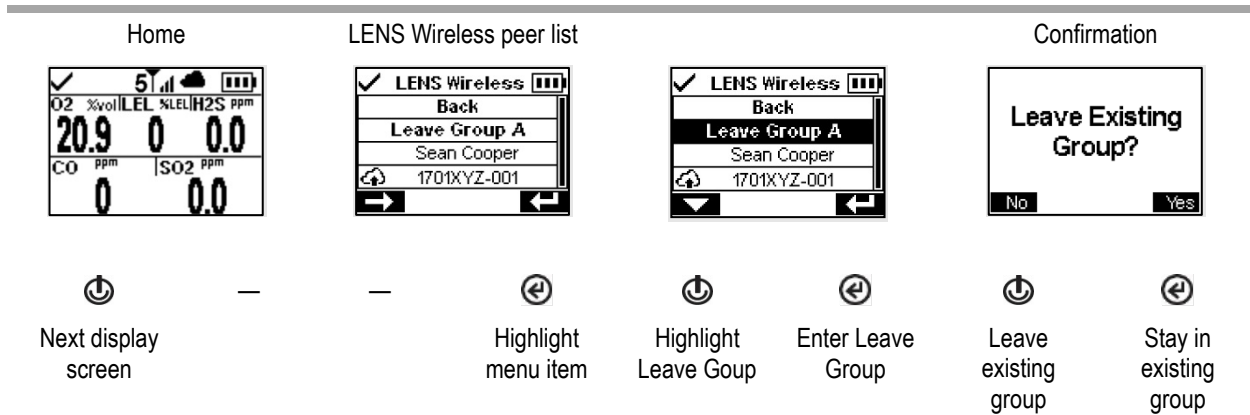 Home
LENS Wireless peer list
Confirmation
5
O2 %vol LEL %LEL H2S PPM
20.9 0 0.0
CO PPM SO2 PPM
0 0.0
LENS Wireless
Back
Leave Group A
Sean Cooper
1701XYZ-001
LENS Wireless
Back
Leave Group A
Sean Cooper
1701XYZ-001
Leave Existing
Group?
No Yes
— —
Next display
screen
Highlight
menu item
Highlight
Leave Goup
Enter Leave
Group
Leave
existing
group
Stay in
existing
group